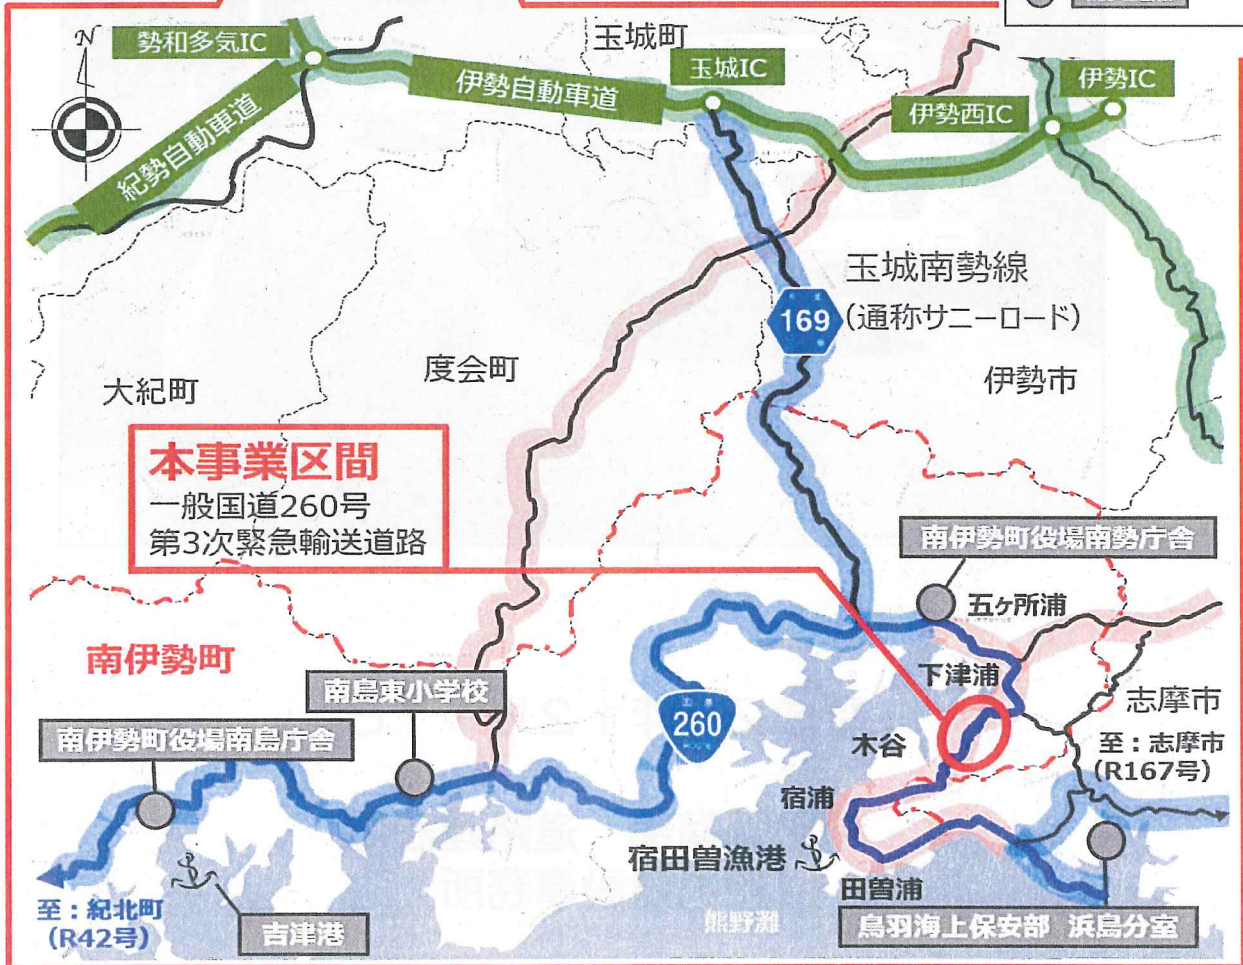 N
勢和多気IC
玉城町
玉城IC
伊勢IC
伊勢自動車道
伊勢西IC
紀勢自動車道
玉城南勢線
169
(通称サニーロード)
大紀町
度会町
伊勢市
本事業区間
一般国道260号
第3次緊急輸送道路
南伊勢町役場南勢庁舎
五ヶ所浦
南伊勢町
下津浦
南島東小学校
志摩市
260
南伊勢町役場南島庁舎
木谷
至：志摩市
(R167号)
宿浦
宿田曽漁港
田曽浦
至：紀北町
(R42号)
吉津港
熊野灘
鳥羽海上保安部 浜島分室